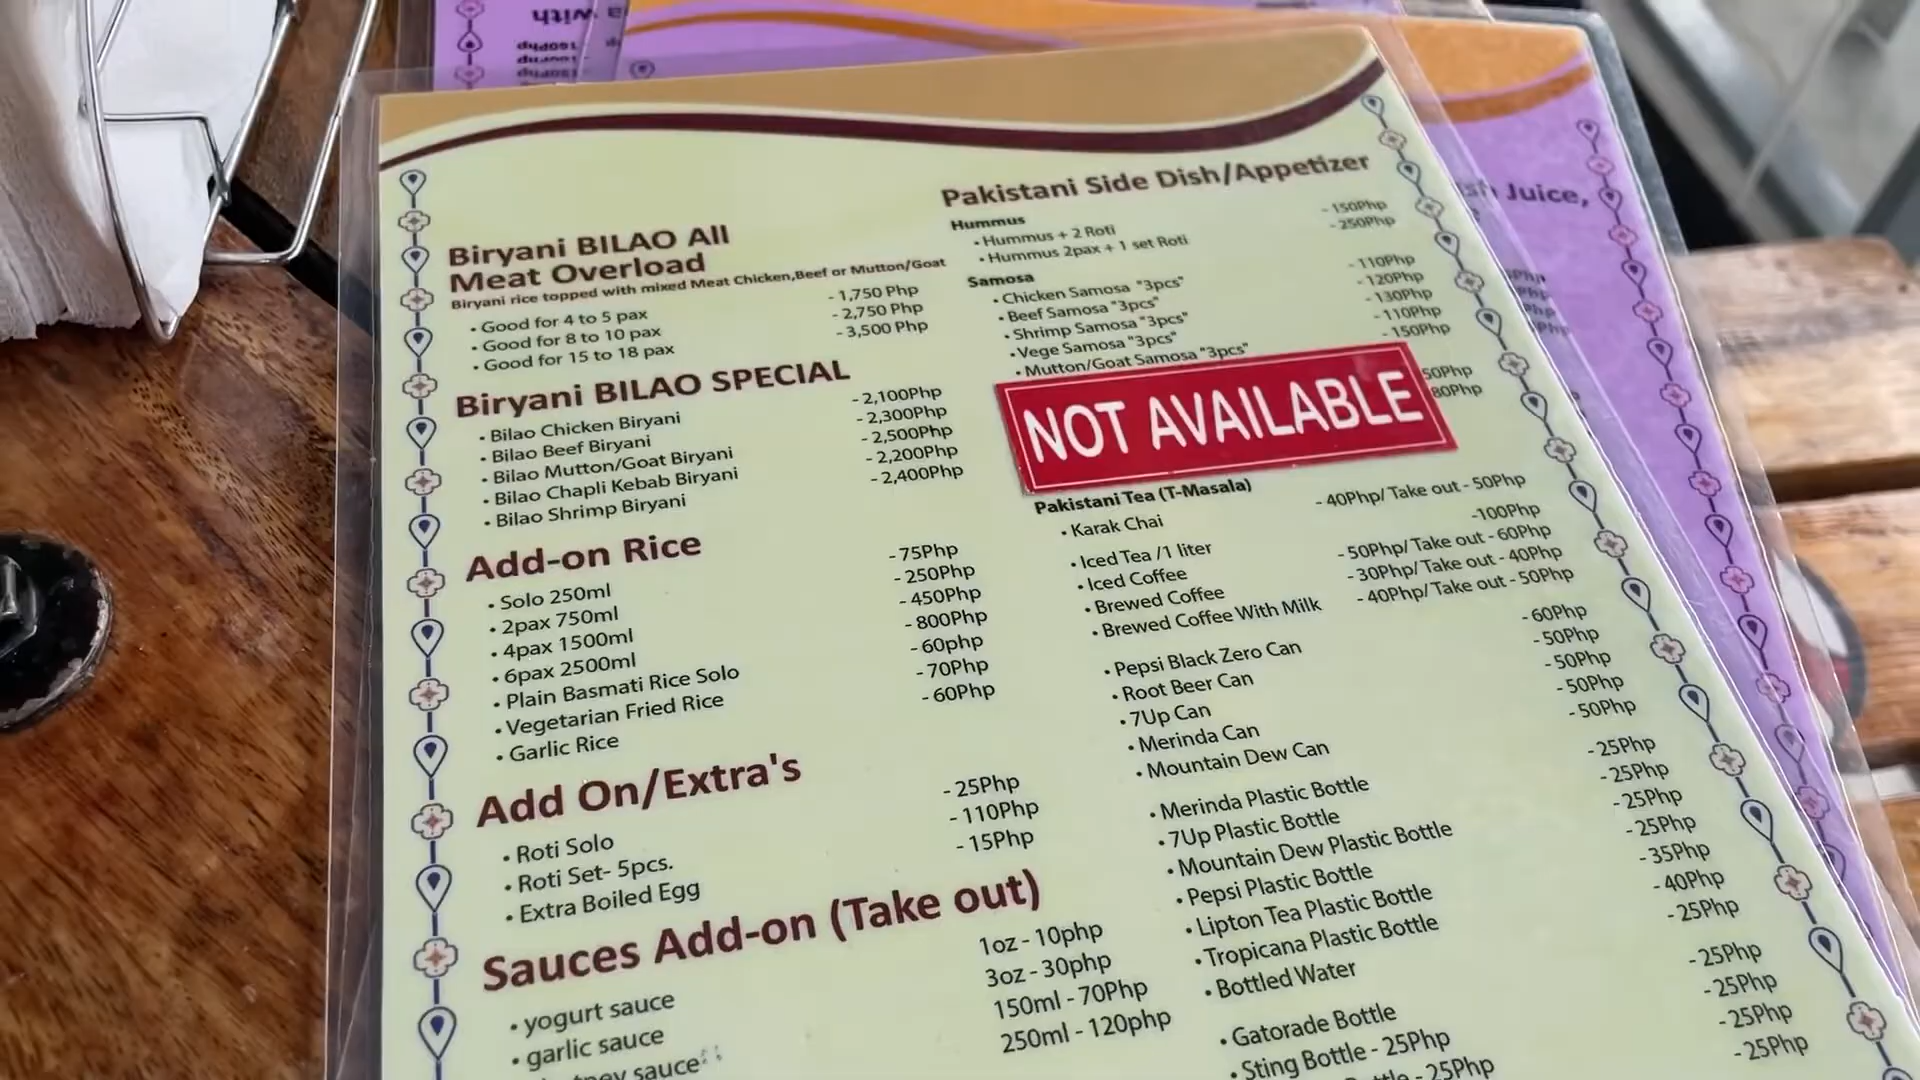 Biryani BILAO All
Meat Overload
Biryani rice topped with mixed Meat Chicken,Beef or Mutton/Goat
• Good for 4 to 5 pax - 1,750 Php
• Good for 8 to 10 pax - 2,750 Php
• Good for 15 to 18 pax - 3,500 Php
Biryani BILAO SPECIAL
• Bilao Chicken Biryani - 2,100Php
• Bilao Beef Biryani - 2,300Php
• Bilao Mutton/Goat Biryani - 2,500Php
• Bilao Chapli Kebab Biryani - 2,200Php
• Bilao Shrimp Biryani - 2,400Php
Add-on Rice
• Solo 250ml - 75Php
• 2pax 750ml - 250Php
• 4pax 1500ml - 450Php
• 6pax 2500ml - 800Php
• Plain Basmati Rice Solo - 60php
• Vegetarian Fried Rice - 70Php
• Garlic Rice - 60Php
Add On/Extra's
• Roti Solo - 25Php
• Roti Set- 5pcs. - 110Php
• Extra Boiled Egg - 15Php
Sauces Add-on (Take out)
• yogurt sauce 1oz - 10php
• garlic sauce 3oz - 30php
sauce 150ml - 70Php
250ml - 120php
Pakistani Side Dish/Appetizer
Hummus
• Hummus + 2 Roti - 150Php
• Hummus 2pax + 1 set Roti - 250Php
Samosa
• Chicken Samosa "3pcs" - 110Php
• Beef Samosa "3pcs" - 120Php
• Shrimp Samosa "3pcs" - 130Php
• Vege Samosa "3pcs" - 110Php
• Mutton/Goat Samosa "3pcs" - 150Php
NOT AVAILABLE
50Php
80Php
Pakistani Tea (T-Masala)
• Karak Chai - 40Php/ Take out - 50Php
• Iced Tea /1 liter -100Php
• Iced Coffee - 50Php/ Take out - 60Php
• Brewed Coffee - 30Php/ Take out - 40Php
• Brewed Coffee With Milk - 40Php/ Take out - 50Php
• Pepsi Black Zero Can - 60Php
• Root Beer Can - 50Php
• 7Up Can - 50Php
• Merinda Can - 50Php
• Mountain Dew Can - 50Php
• Merinda Plastic Bottle - 25Php
• 7Up Plastic Bottle - 25Php
• Mountain Dew Plastic Bottle - 25Php
• Pepsi Plastic Bottle - 25Php
• Lipton Tea Plastic Bottle - 35Php
• Tropicana Plastic Bottle - 40Php
• Bottled Water - 25Php
• Gatorade Bottle - 25Php
• Sting Bottle - 25Php - 25Php
- 25Php - 25Php
- 25Php
Juice,
with